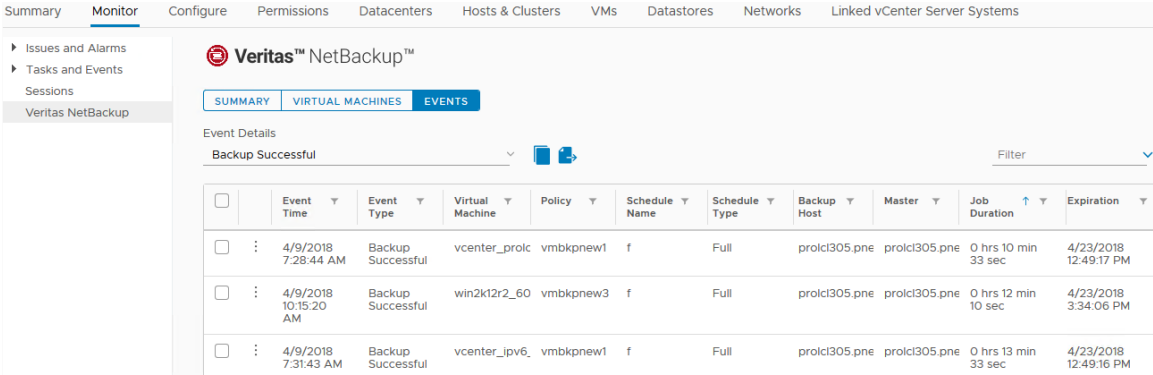 Summary Monitor Configure Permissions Datacenters Hosts & Clusters VMs Datastores Networks Linked vCenter Server Systems
Issues and Alarms
Tasks and Events
Sessions
Veritas NetBackup
Veritas™ NetBackup™
SUMMARY VIRTUAL MACHINES EVENTS
Event Details
Backup Successful
Filter
Event Time Event Type Virtual Machine Policy Schedule Name Schedule Type Backup Host Master Job Duration Expiration
4/9/2018 7:28:44 AM Backup Successful vcenter_prolc vmbkpnew1 f Full prolcl305.pne prolcl305.pne 0 hrs 10 min 33 sec 4/23/2018 12:49:17 PM
4/9/2018 10:15:20 AM Backup Successful win2k12r2_60 vmbkpnew3 f Full prolcl305.pne prolcl305.pne 0 hrs 12 min 10 sec 4/23/2018 3:34:06 PM
4/9/2018 7:31:43 AM Backup Successful vcenter_ipv6_ vmbkpnew1 f Full prolcl305.pne prolcl305.pne 0 hrs 13 min 33 sec 4/23/2018 12:49:16 PM